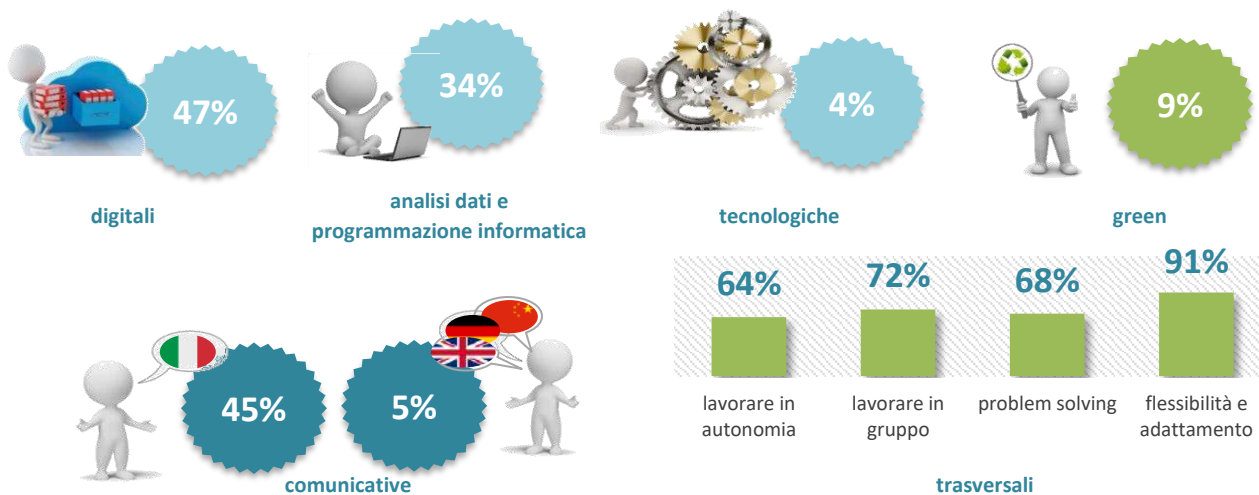 47%
34%
4%
9%
digitali
analisi dati e
programmazione informatica
tecnologiche
green
45%
5%
comunicative
64%
72%
68%
91%
lavorare in
autonomia
lavorare in
gruppo
problem solving
flessibilità e
adattamento
trasversali